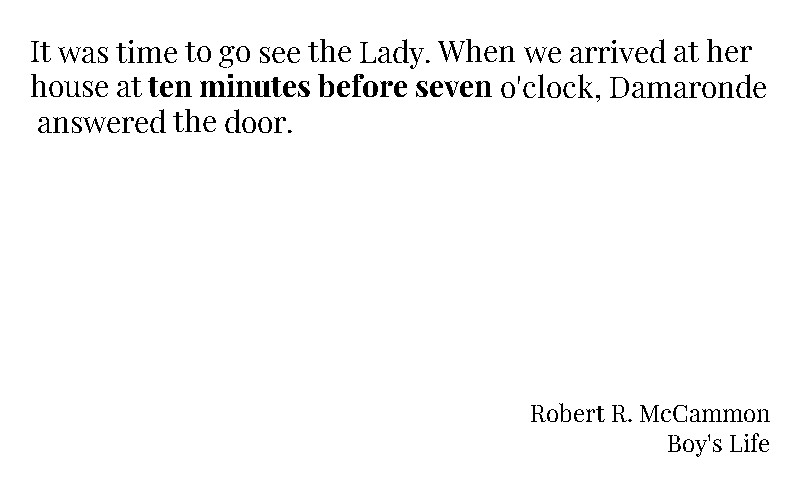 It was time to go see the Lady. When we arrived at her
house at ten minutes before seven o'clock, Damaronde
answered the door.
Robert R. McCammon
Boy's Life